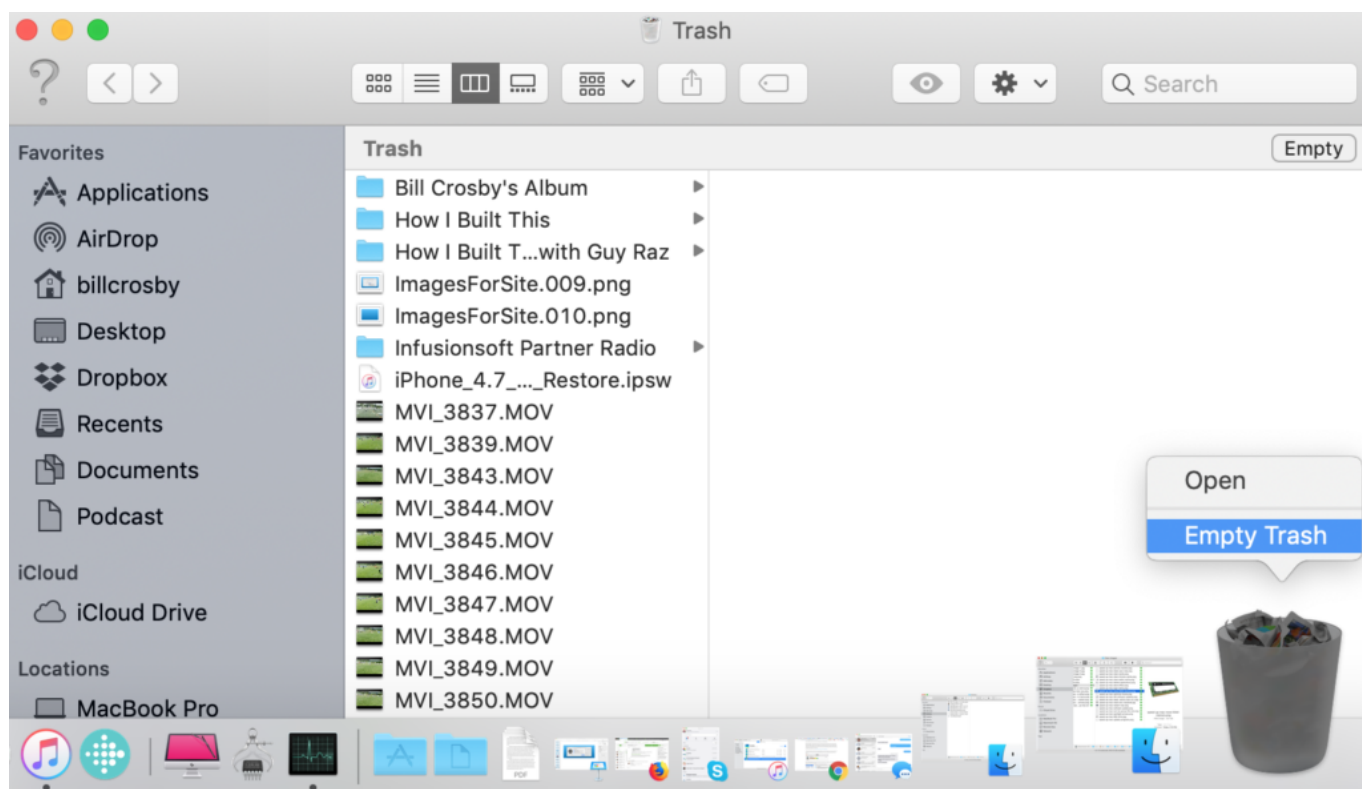 Trash
Search
Favorites
Applications
AirDrop
billcrosby
Desktop
Dropbox
Recents
Documents
Podcast
iCloud
iCloud Drive
Locations
MacBook Pro
Trash
Empty
Bill Crosby's Album
How I Built This
How I Built T...with Guy Raz
ImagesForSite.009.png
ImagesForSite.010.png
Infusionsoft Partner Radio
iPhone_4.7_..._Restore.ipsw
MVI_3837.MOV
MVI_3839.MOV
MVI_3843.MOV
MVI_3844.MOV
MVI_3845.MOV
MVI_3846.MOV
MVI_3847.MOV
MVI_3848.MOV
MVI_3849.MOV
MVI_3850.MOV
Open
Empty Trash
PDF